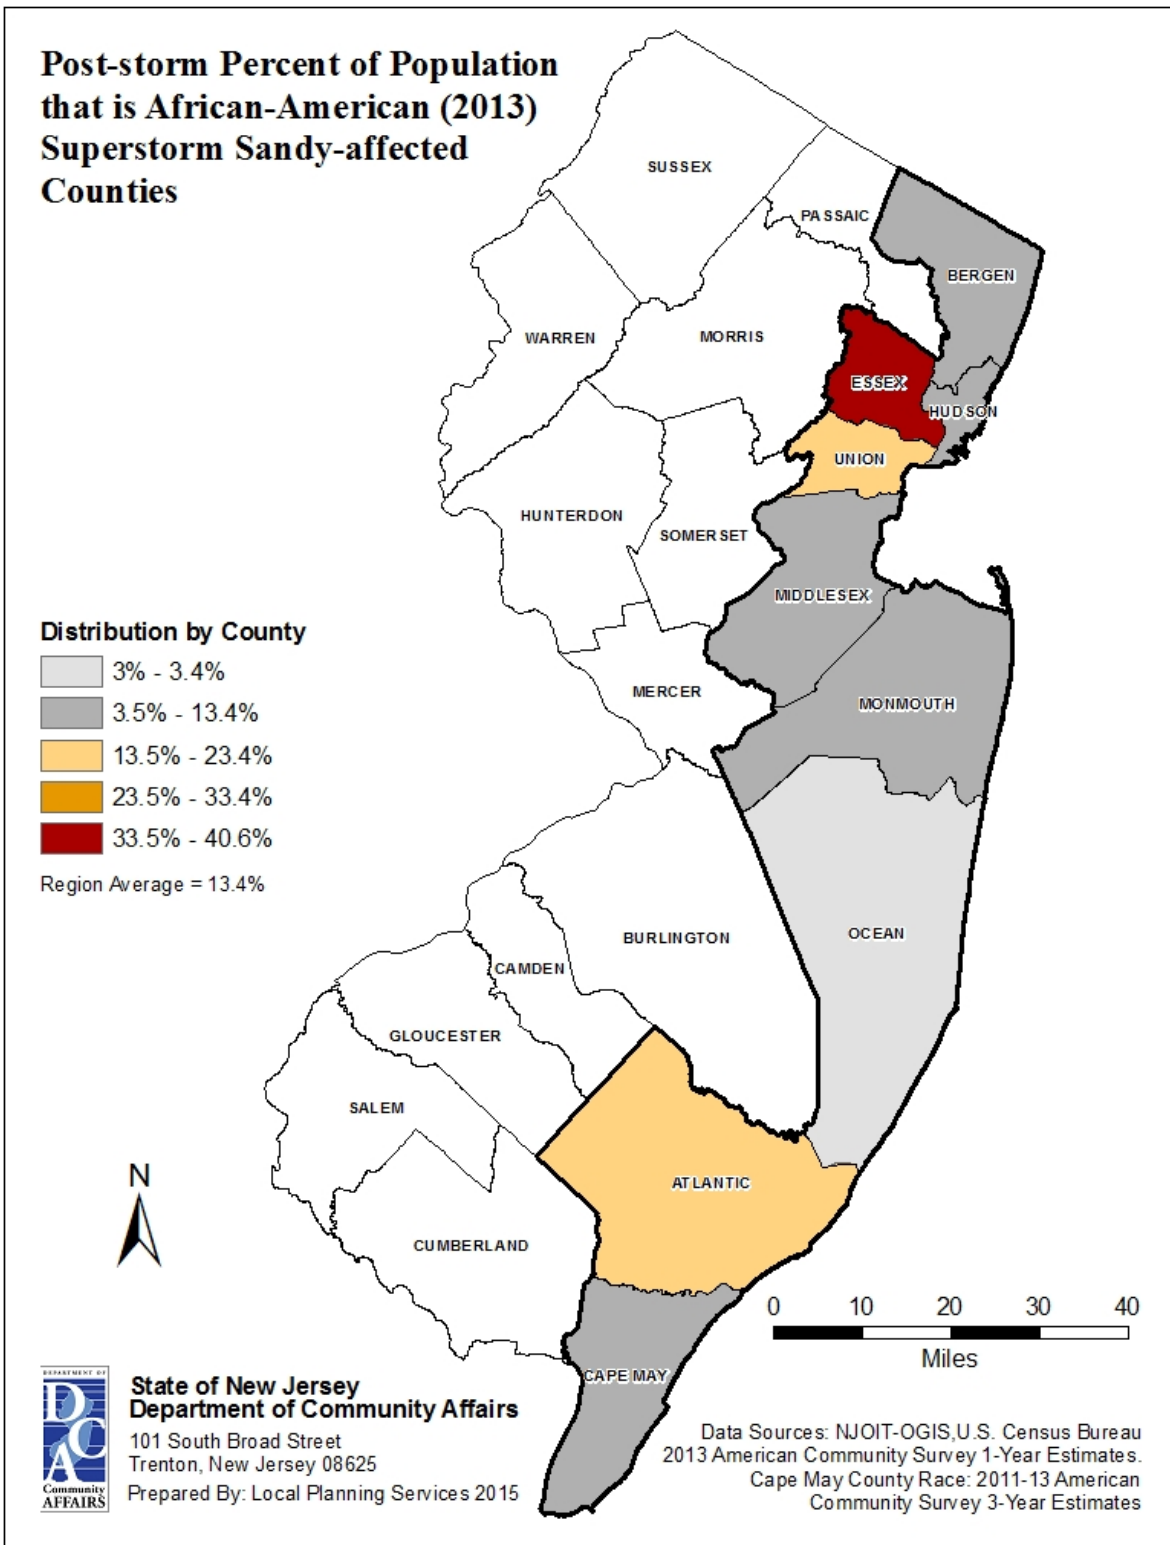 Post-storm Percent of Population
that is African-American (2013)
Superstorm Sandy-affected
Counties
SUSSEX
PASSAIC
BERGEN
WARREN
MORRIS
ESSEX
HUDSON
UNION
HUNTERDON
SOMERSET
MIDDLESEX
MERCER
MONMOUTH
Distribution by County
3% - 3.4%
3.5% - 13.4%
13.5% - 23.4%
23.5% - 33.4%
33.5% - 40.6%
Region Average = 13.4%
OCEAN
BURLINGTON
CAMDEN
GLOUCESTER
SALEM
ATLANTIC
CUMBERLAND
CAPE MAY
N
0 10 20 30 40
Miles
DEPARTMENT OF
DCA
Community
AFFAIRS
State of New Jersey
Department of Community Affairs
101 South Broad Street
Trenton, New Jersey 08625
Prepared By: Local Planning Services 2015
Data Sources: NJOIT-OGIS,U.S. Census Bureau
2013 American Community Survey 1-Year Estimates.
Cape May County Race: 2011-13 American
Community Survey 3-Year Estimates